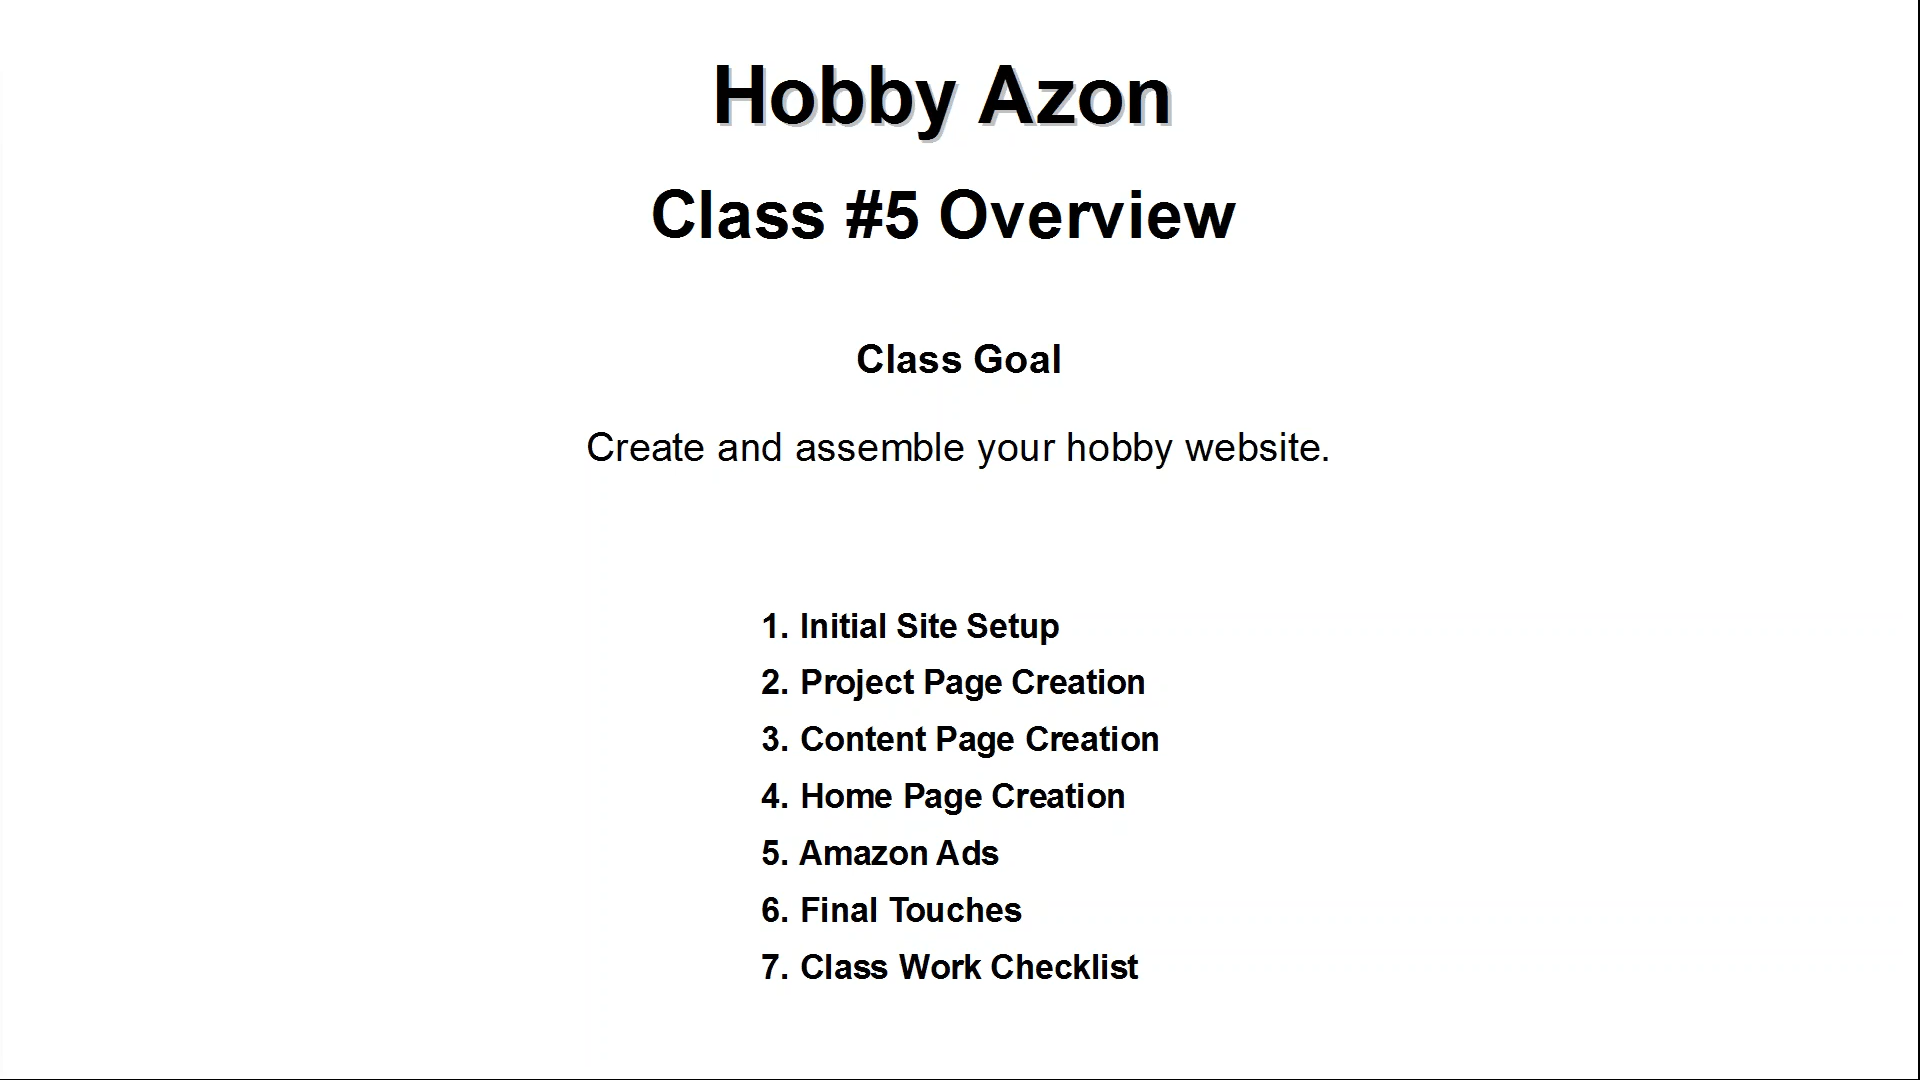 Hobby Azon
Class #5 Overview
Class Goal
Create and assemble your hobby website.
1. Initial Site Setup
2. Project Page Creation
3. Content Page Creation
4. Home Page Creation
5. Amazon Ads
6. Final Touches
7. Class Work Checklist